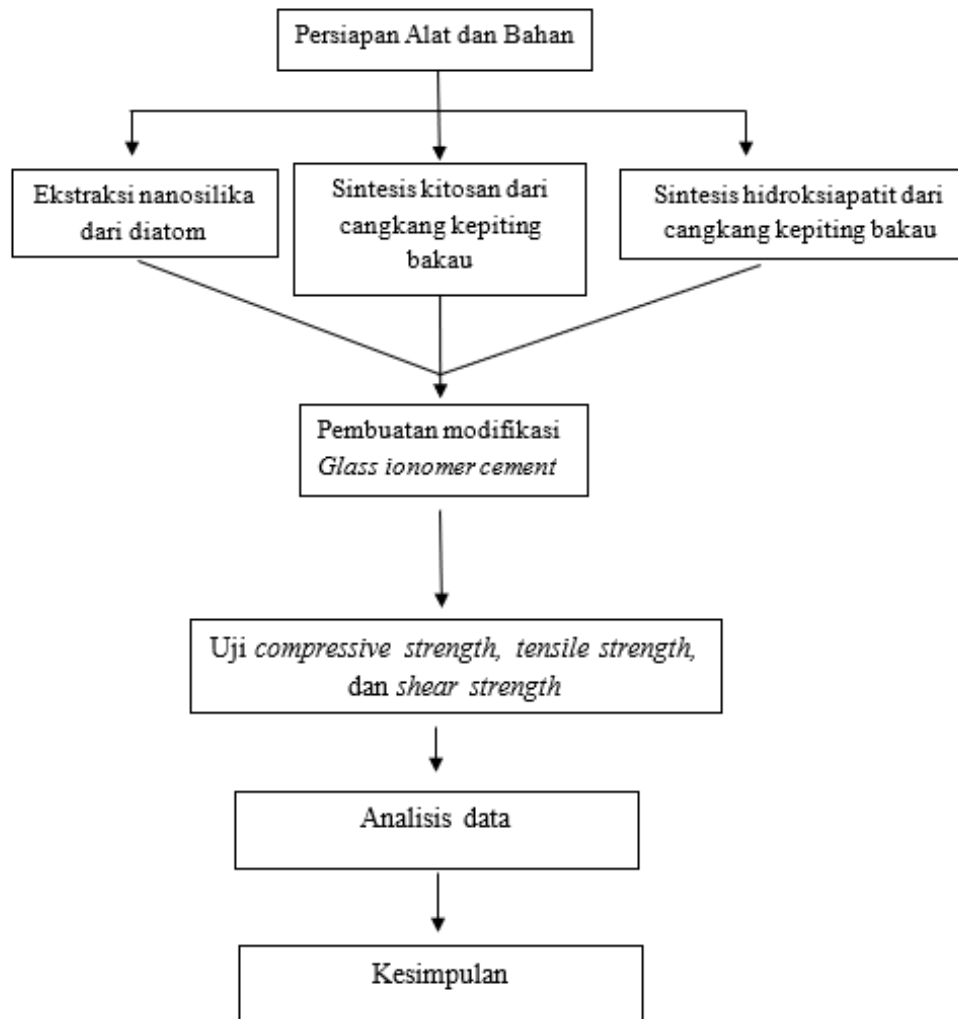 Persiapan Alat dan Bahan
Ekstraksi nanosilika
dari diatom
Sintesis kitosan dari
cangkang kepiting
bakau
Sintesis hidroksiapatit dari
cangkang kepiting bakau
Pembuatan modifikasi
Glass ionomer cement
Uji compressive strength, tensile strength,
dan shear strength
Analisis data
Kesimpulan